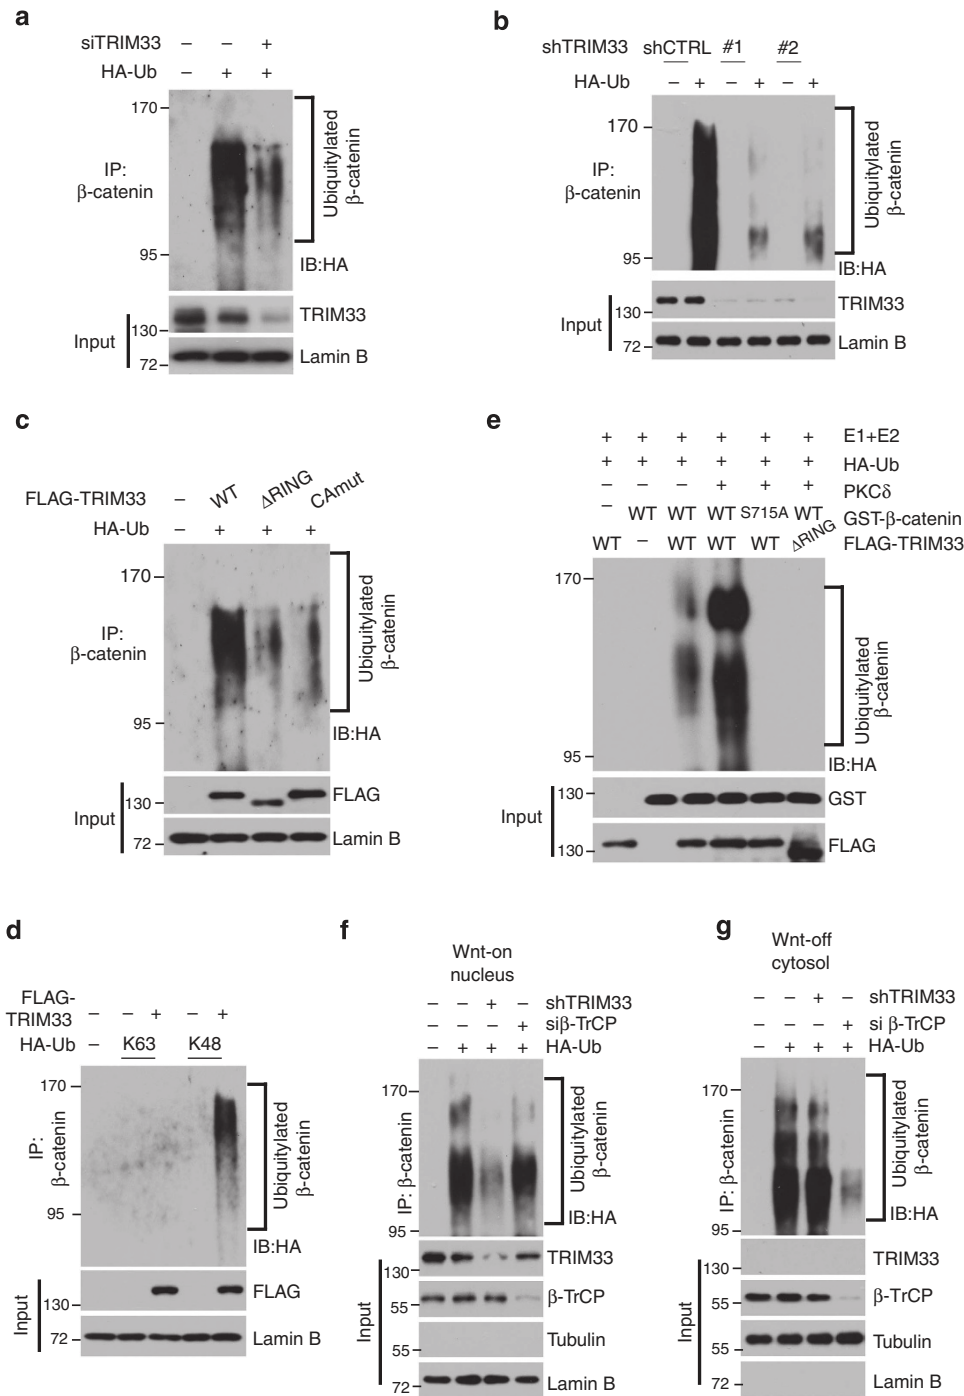 a
siTRIM33 – – +
HA-Ub – + +
170
IP:
β-catenin
95
Ubiquitylated
β-catenin
IB:HA
Input
130
TRIM33
72
Lamin B
b
shTRIM33 shCTRL #1 #2
HA-Ub – + – + – +
170
IP:
β-catenin
95
Ubiquitylated
β-catenin
IB:HA
Input
130
TRIM33
72
Lamin B
c
FLAG-TRIM33 – WT ΔRING CAmut
HA-Ub – + + +
170
IP:
β-catenin
95
Ubiquitylated
β-catenin
IB:HA
Input
130
FLAG
72
Lamin B
e
+ + + + + + E1+E2
+ + + + + + HA-Ub
+ + + PKCδ
– WT WT WT S715A WT GST-β-catenin
WT – WT WT WT ΔRING FLAG-TRIM33
170
95
Ubiquitylated
β-catenin
IB:HA
Input
130
GST
130
FLAG
d
FLAG-
TRIM33 – – + – +
HA-Ub – K63 K48
170
IP:
β-catenin
95
Ubiquitylated
β-catenin
IB:HA
Input
130
FLAG
72
Lamin B
f
Wnt-on
nucleus
– – + – shTRIM33
– – – + siβ-TrCP
– + + + HA-Ub
170
IP: β-catenin
95
Ubiquitylated
β-catenin
IB:HA
Input
130
TRIM33
55
β-TrCP
55
Tubulin
72
Lamin B
g
Wnt-off
cytosol
– – + – shTRIM33
– – – + si β-TrCP
– + + + HA-Ub
170
IP: β-catenin
95
Ubiquitylated
β-catenin
IB:HA
Input
130
TRIM33
55
β-TrCP
55
Tubulin
72
Lamin B